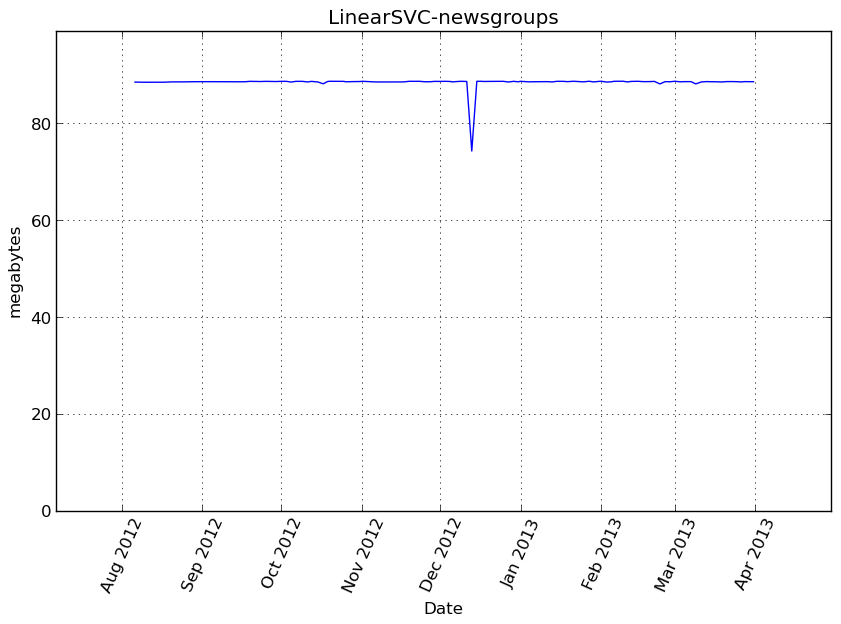 LinearSVC-newsgroups
megabytes
80
60
40
20
0
Aug 2012
Sep 2012
Oct 2012
Nov 2012
Dec 2012
Jan 2013
Feb 2013
Mar 2013
Apr 2013
Date